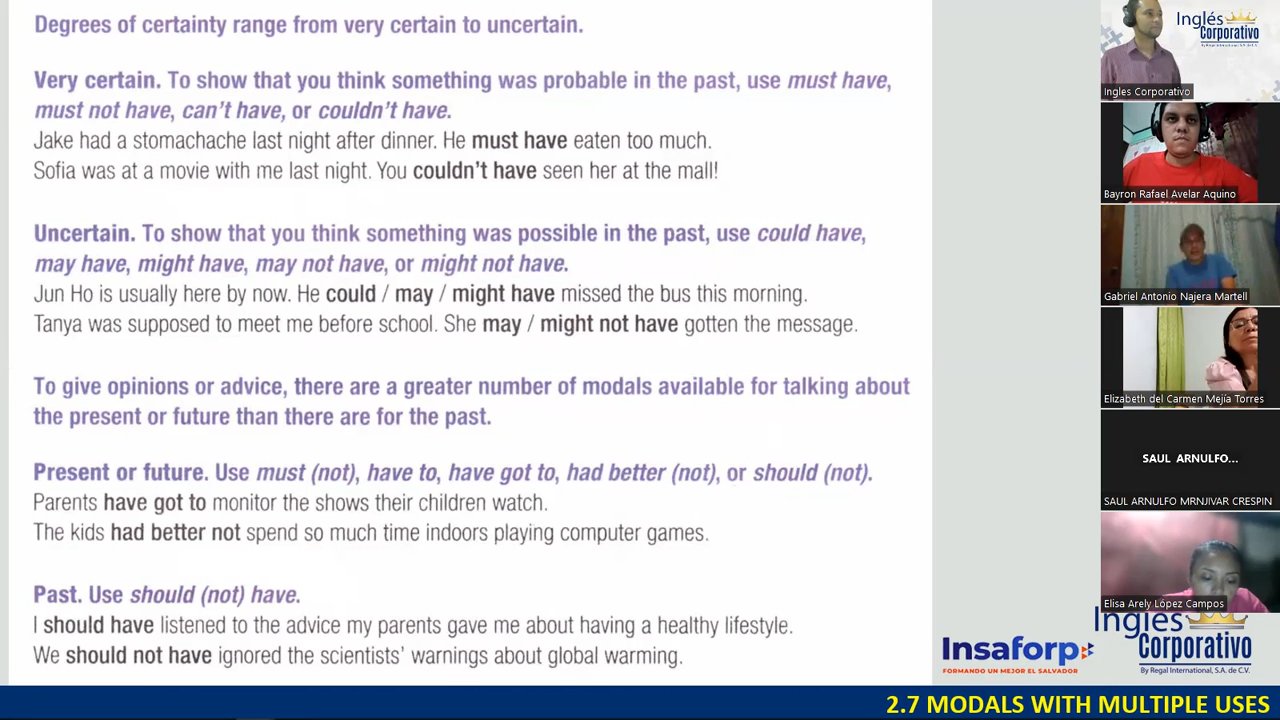 Degrees of certainty range from very certain to uncertain.
Very certain. To show that you think something was probable in the past, use must have,
must not have, can't have, or couldn't have.
Jake had a stomachache last night after dinner. He must have eaten too much.
Sofia was at a movie with me last night. You couldn't have seen her at the mall!
Uncertain. To show that you think something was possible in the past, use could have,
may have, might have, may not have, or might not have.
Jun Ho is usually here by now. He could / may / might have missed the bus this morning.
Tanya was supposed to meet me before school. She may / might not have gotten the message.
To give opinions or advice, there are a greater number of modals available for talking about
the present or future than there are for the past.
Present or future. Use must (not), have to, have got to, had better (not), or should (not).
Parents have got to monitor the shows their children watch.
The kids had better not spend so much time indoors playing computer games.
Past. Use should (not) have.
I should have listened to the advice my parents gave me about having a healthy lifestyle.
We should not have ignored the scientists' warnings about global warming.
Inglés
Corporativo
By Regal International, S.A. de C.V.
Ingles Corporativo
Bayron Rafael Avelar Aquino
Gabriel Antonio Najera Martell
Elizabeth del Carmen Mejía Torres
SAUL ARNULFO...
SAUL ARNULFO MRNJIVAR CRESPIN
Elisa Arely López Campos
Insaforp
FORMANDO UN MEJOR EL SALVADOR
Inglés
Corporativo
By Regal International, S.A. de C.V.
2.7 MODALS WITH MULTIPLE USES